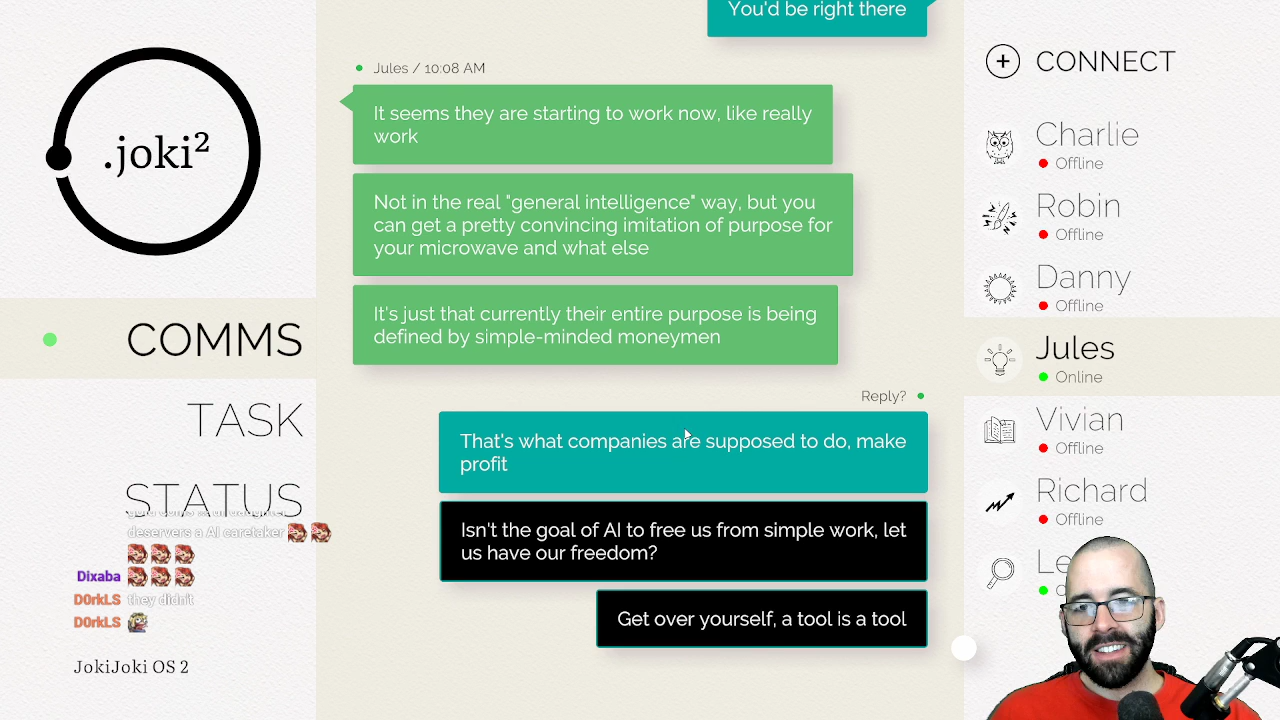 .joki²
COMMS
TASK
STATUS
deservers a AI caretaker
Dixaba
D0rkLS they didn't
D0rkLS
JokiJoki OS 2
You'd be right there
Jules / 10:08 AM
It seems they are starting to work now, like really
work
Not in the real "general intelligence" way, but you
can get a pretty convincing imitation of purpose for
your microwave and what else
It's just that currently their entire purpose is being
defined by simple-minded moneymen
Reply?
That's what companies are supposed to do, make
profit
Isn't the goal of AI to free us from simple work, let
us have our freedom?
Get over yourself, a tool is a tool
+ CONNECT
Charlie
Offline
Robin
Offline
Danny
Offline
Jules
Online
Vivian
Offline
Richard
Offline